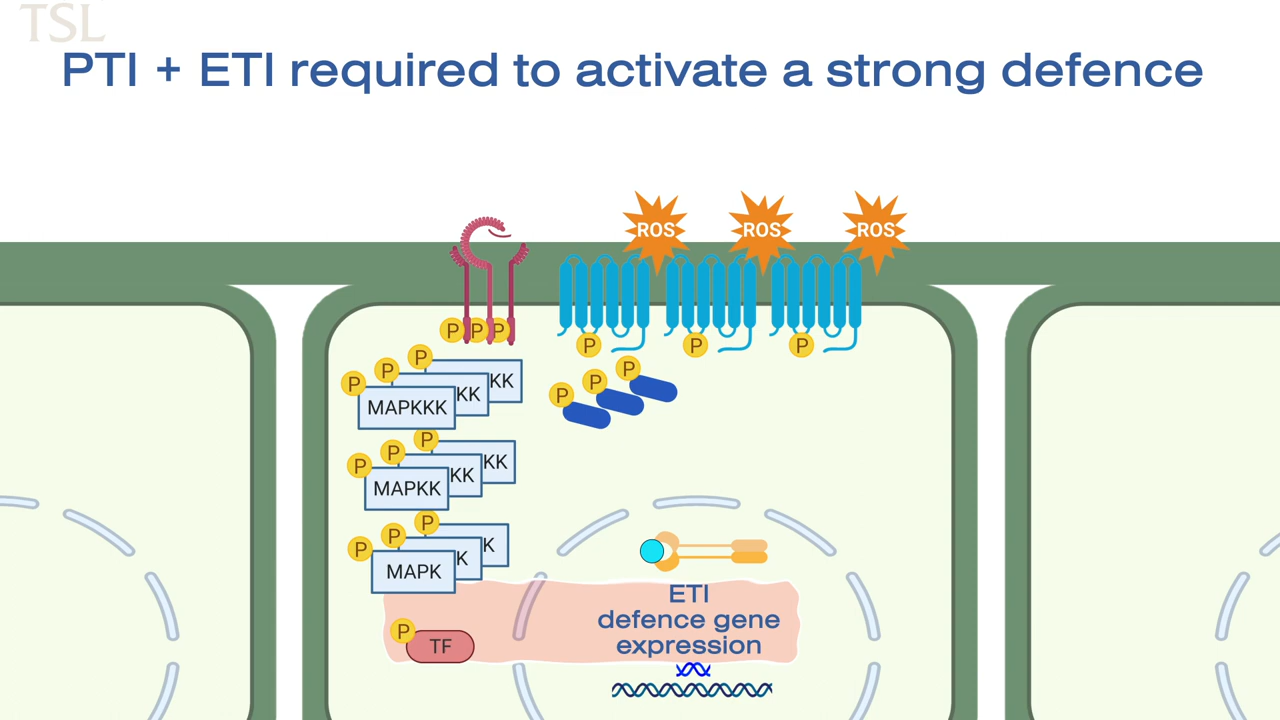 TSL
PTI + ETI required to activate a strong defence
ROS ROS ROS
P P P
P P P
P P P
P P P
KK
KK
MAPKKK
P P P
KK
KK
MAPKK
P P P
K
K
MAPK
ETI
defence gene
expression
P
TF